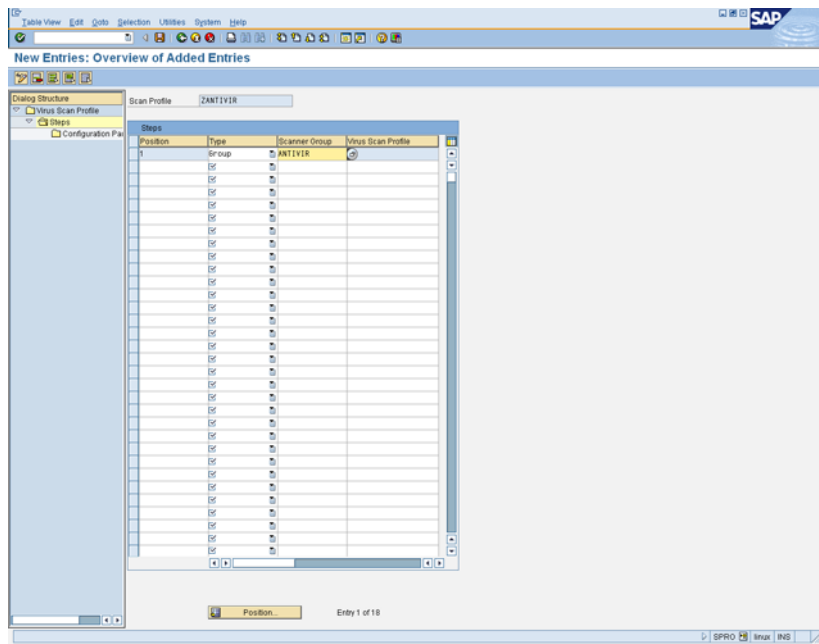 Table View Edit Goto Selection Utilities System Help
SAP
New Entries: Overview of Added Entries
Dialog Structure
Virus Scan Profile
Steps
Configuration Par
Scan Profile ZANTIVIR
Steps
Position Type Scanner Group Virus Scan Profile
1 Group ANTIVIR
Position...
Entry 1 of 18
SPRO linux INS